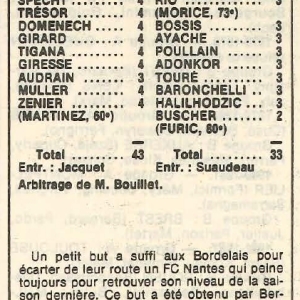 SPECHT 4 RIO 3
TRÉSOR 4 (MORICE, 73e)
DOMENECH 4 BOSSIS 3
GIRARD 4 AYACHE 3
TIGANA 4 POULLAIN 3
GIRESSE 4 ADONKOR 3
AUDRAIN 4 TOURÉ 3
MULLER 4 BARONCHELLI 3
ZENIER 4 HALILHODZIC 3
(MARTINEZ, 60e) BUSCHER 2
(FURIC, 60e)
Total 43 Total 33
Entr. : Jacquet Entr. : Suaudeau
Arbitrage de M. Bouillet.
Un petit but a suffi aux Bordelais pour
écarter de leur route un FC Nantes qui peine
toujours pour retrouver son niveau de la sai-
son dernière. Ce but a été obtenu par Ber-